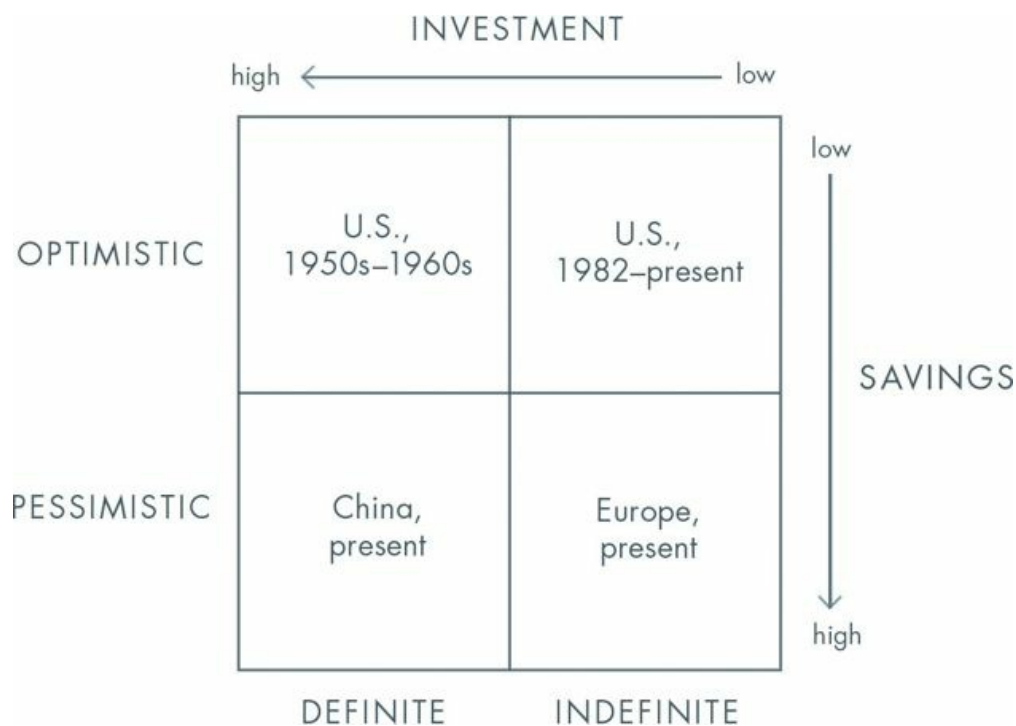 INVESTMENT
high low
low
OPTIMISTIC
U.S.,
1950s–1960s
U.S.,
1982–present
SAVINGS
PESSIMISTIC
China,
present
Europe,
present
high
DEFINITE INDEFINITE